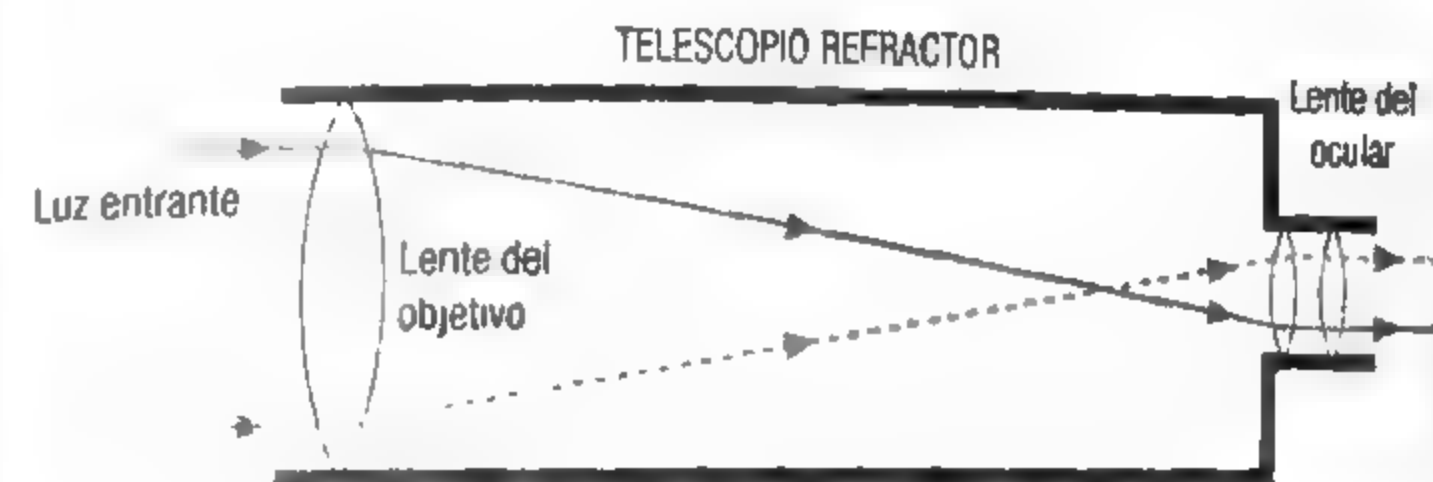 TELESCOPIO REFRACTOR
Lente del
ocular
Luz entrante
Lente del
objetivo